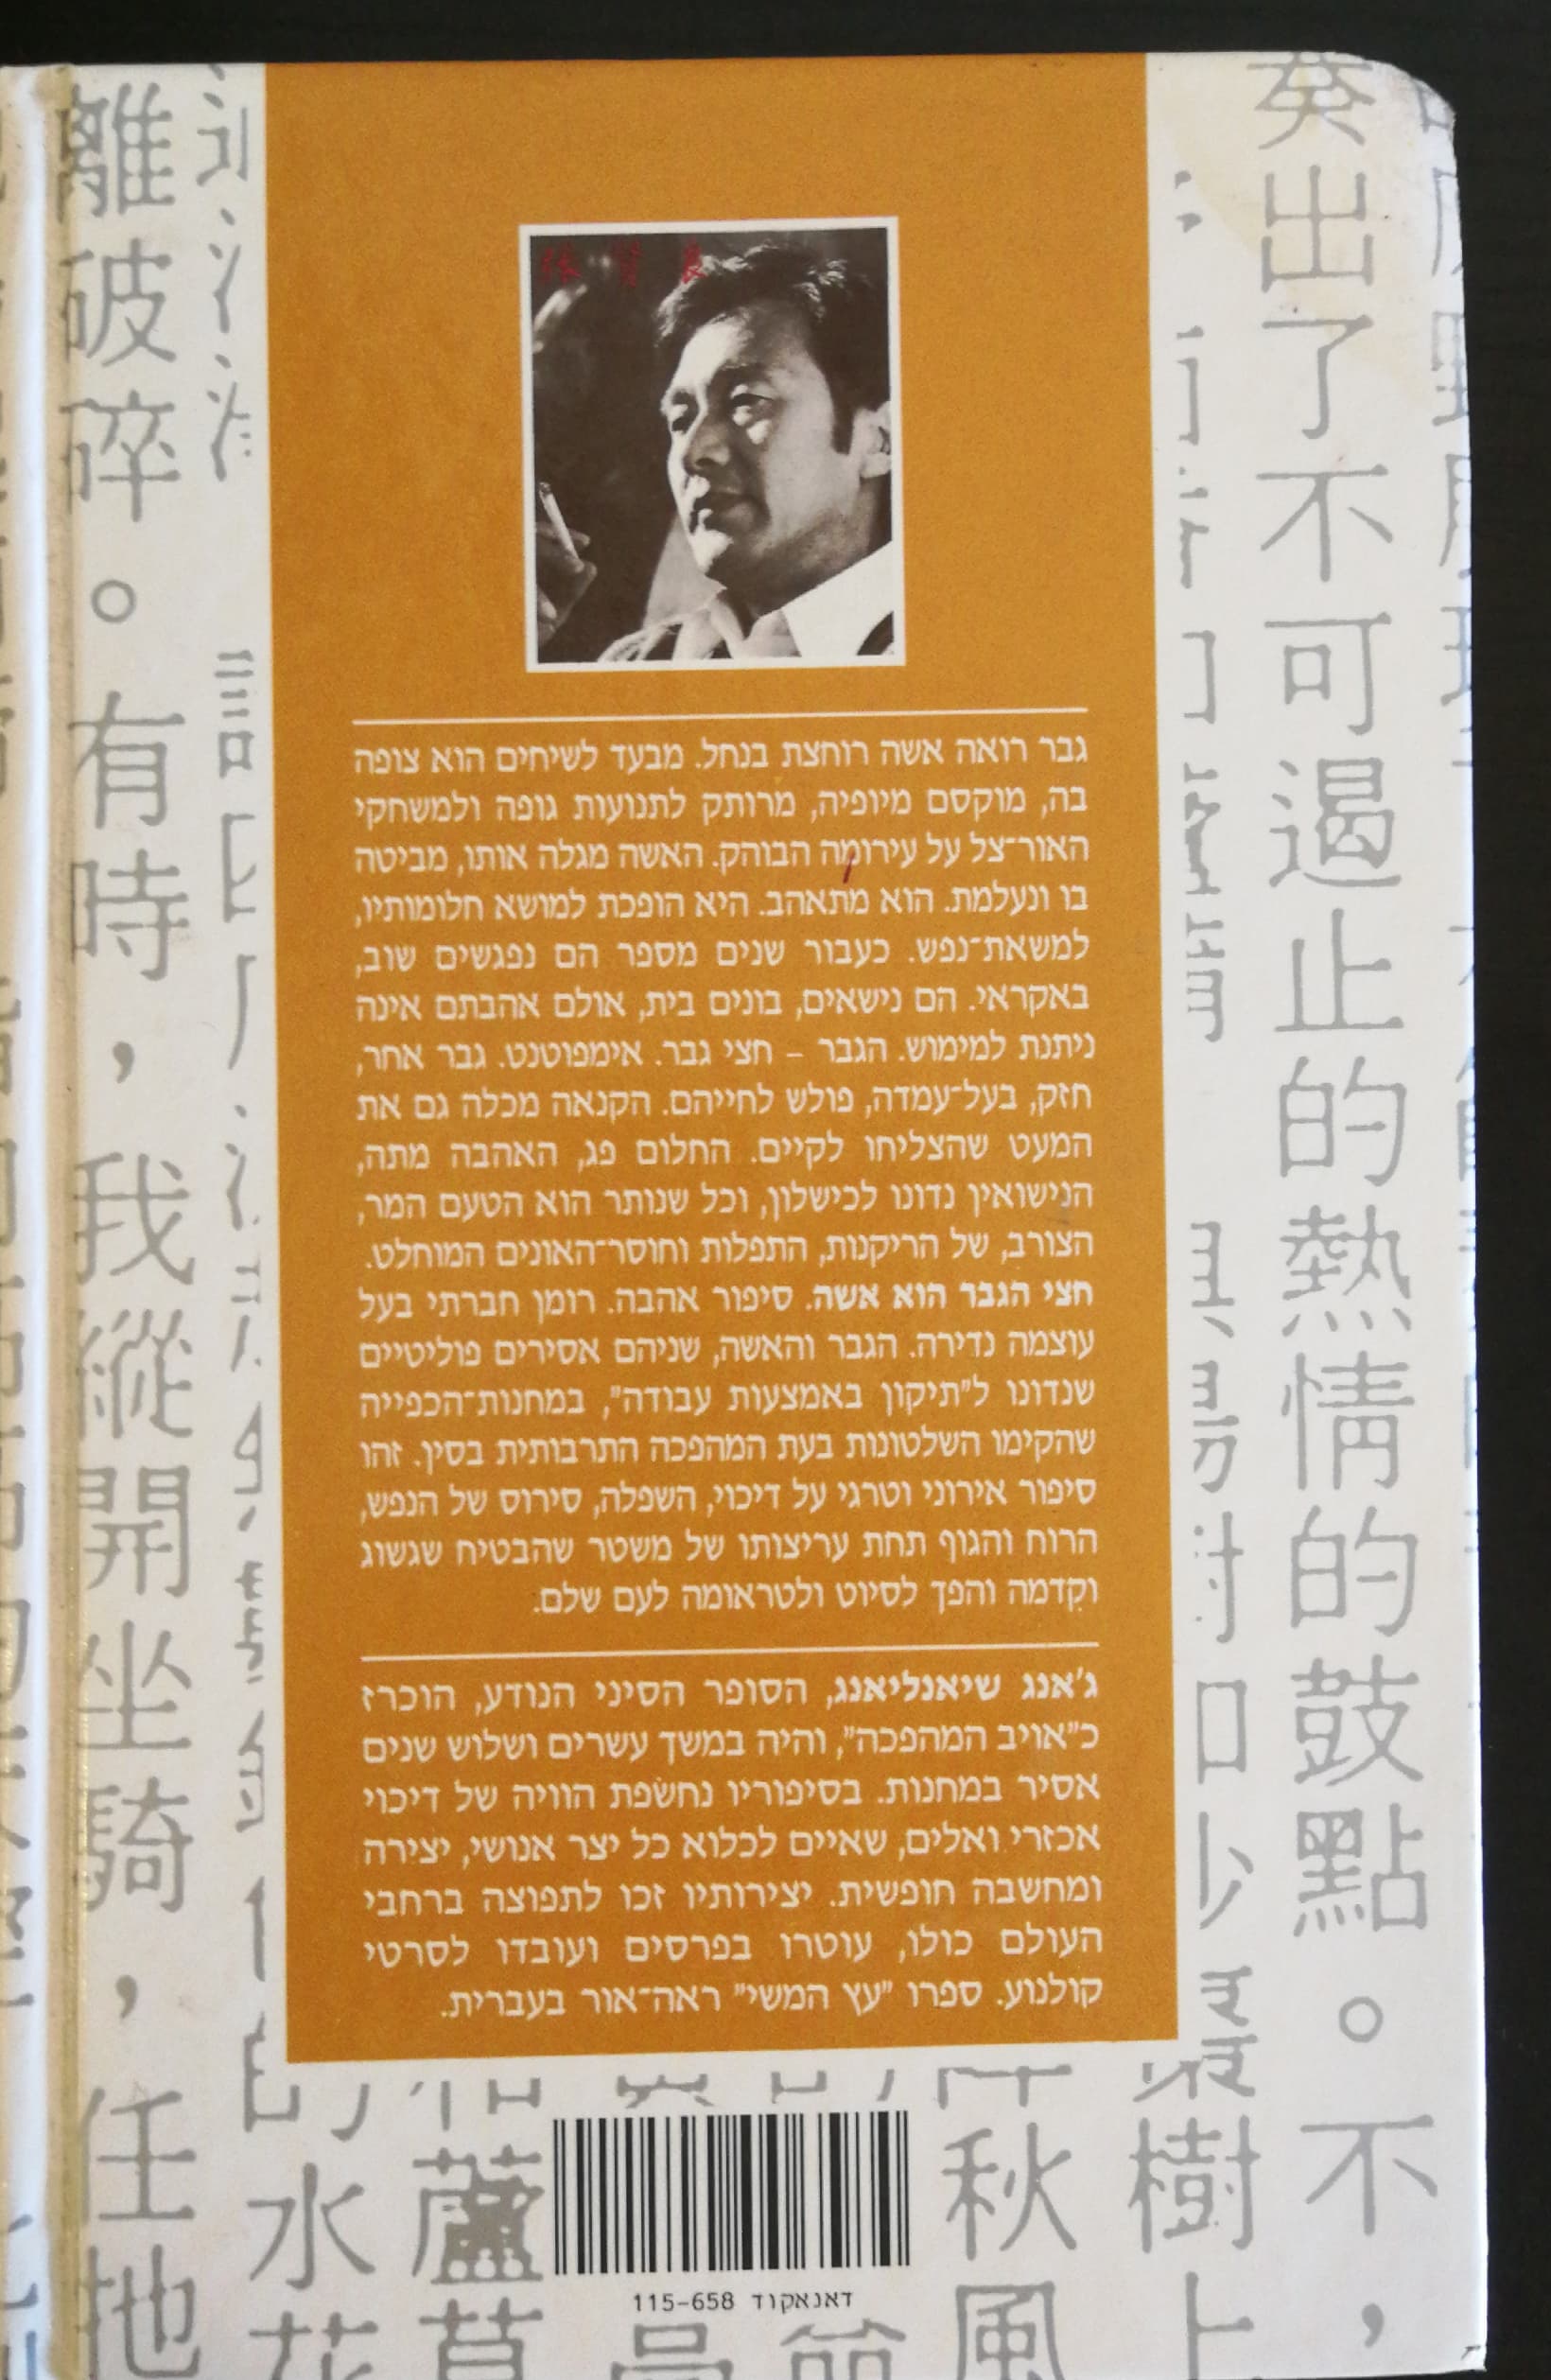 張賢亮
גבר רואה אשה רוחצת בנחל. מבעד לשיחים הוא צופה
בה, מוקסם מיופיה, מרותק לתנועות גופה ולמשחקי
האור־צל על עירומה הבוהק. האשה מגלה אותו, מביטה
בו ונעלמת. הוא מתאהב. היא הופכת למושא חלומותיו,
למשאת־נפש. כעבור שנים מספר הם נפגשים שוב,
באקראי. הם נישאים, בונים בית, אולם אהבתם אינה
ניתנת למימוש. הגבר – חצי גבר. אימפוטנט. גבר אחר,
חזק, בעל־עמדה, פולש לחייהם. הקנאה מכלה גם את
המעט שהצליחו לקיים. החלום פג, האהבה מתה,
הנישואין נדונו לכישלון, וכל שנותר הוא הטעם המר,
הצורב, של הריקנות, התפלות וחוסר־האונים המוחלט.
חצי הגבר הוא אשה. סיפור אהבה. רומן חברתי בעל
עוצמה נדירה. הגבר והאשה, שניהם אסירים פוליטיים
שנדונו ל"תיקון באמצעות עבודה", במחנות־הכפייה
שהקימו השלטונות בעת המהפכה התרבותית בסין. זהו
סיפור אירוני וטרגי על דיכוי, השפלה, סירוס של הנפש,
הרוח והגוף תחת עריצותו של משטר שהבטיח שגשוג
וקדמה והפך לסיוט ולטראומה לעם שלם.
ג'אנג שיאנליאנג, הסופר הסיני הנודע, הוכרז
כ"אויב המהפכה", והיה במשך עשרים ושלוש שנים
אסיר במחנות. בסיפוריו נחשׂפת הוויה של דיכוי
אכזרי ואלים, שאיים לכלוא כל יצר אנושי, יצירה
ומחשבה חופשית. יצירותיו זכו לתפוצה ברחבי
העולם כולו, עוטרו בפרסים ועובדו לסרטי
קולנוע. ספרו "עץ המשי" ראה־אור בעברית.
דאנאקוד 115-658
出了不可遏止的熱情的鼓點。不，
樹上
秋風
蘆草
水花
離破碎。有時，我縱開坐騎，任地